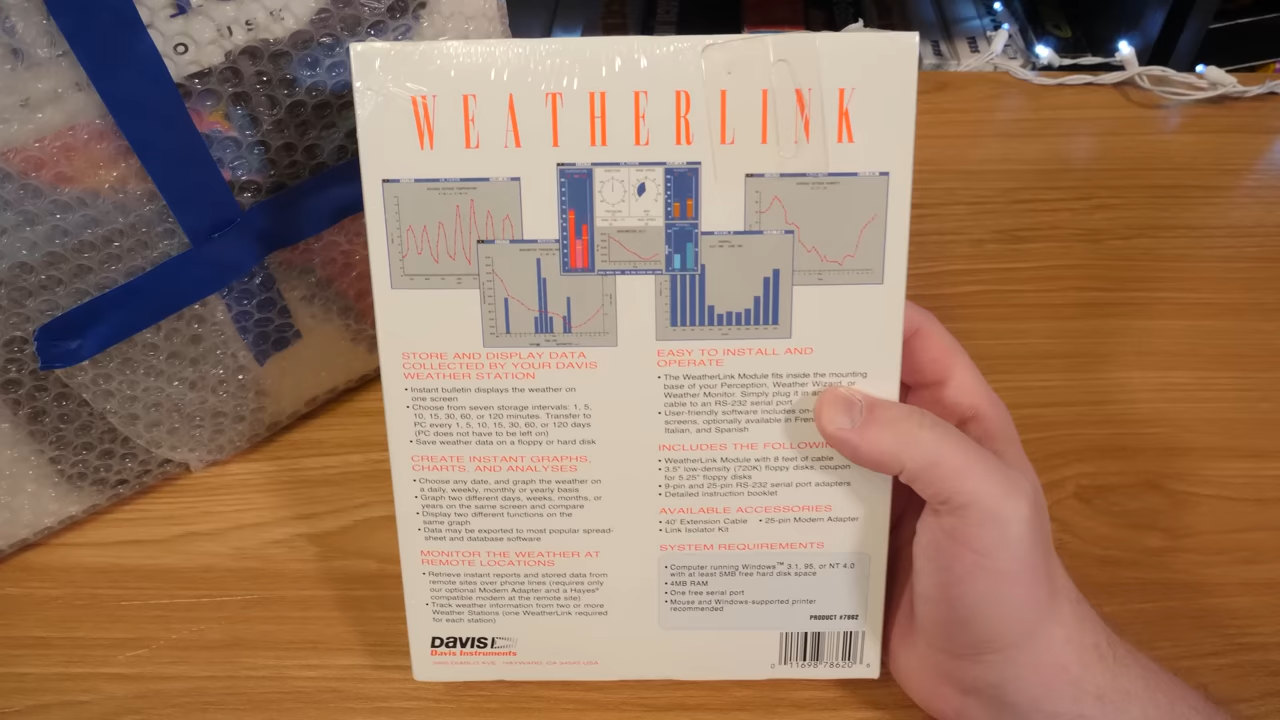 WEATHERLINK
STORE AND DISPLAY DATA
COLLECTED BY YOUR DAVIS
WEATHER STATION
• Instant bulletin displays the weather on
one screen
• Choose from seven storage intervals: 1, 5,
10, 15, 30, 60, or 120 minutes. Transfer to
PC every 1, 5, 10, 15, 30, 60, or 120 days
(PC does not have to be left on)
• Save weather data on a floppy or hard disk
CREATE INSTANT GRAPHS,
CHARTS, AND ANALYSES
• Choose any date, and graph the weather on
a daily, weekly, monthly or yearly basis
• Graph two different days, weeks, months, or
years on the same screen and compare
• Display two different functions on the
same graph
• Data may be exported to most popular spread-
sheet and database software
MONITOR THE WEATHER AT
REMOTE LOCATIONS
• Retrieve instant reports and stored data from
remote sites over phone lines (requires only
our optional Modem Adapter and a Hayes®
compatible modem at the remote site)
• Track weather information from two or more
Weather Stations (one WeatherLink required
for each station)
DAVIS
Davis Instruments
HAYWARD, CA USA
EASY TO INSTALL AND
OPERATE
• The WeatherLink Module fits inside the mounting
base of your Perception, Weather Wizard, or
Weather Monitor. Simply plug it in and
cable to an RS-232 serial port
• User-friendly software includes on-
screens, optionally available in
Italian, and Spanish
INCLUDES THE
• WeatherLink Module with 8 feet of cable
• 3.5" low-density (720K) floppy disks, coupon
for 5.25" floppy disks
• 9-pin and 25-pin RS-232 serial port adapters
• Detailed instruction booklet
AVAILABLE ACCESSORIES
• 40' Extension Cable • 25-pin Modem Adapter
• Link Isolator Kit
SYSTEM REQUIREMENTS
• Computer running Windows™ 3.1, 95, or NT 4.0
with at least 5MB free hard disk space
• 4MB RAM
• One free serial port
• Mouse and Windows-supported printer
recommended
PRODUCT #7862
0 11698 78620 6